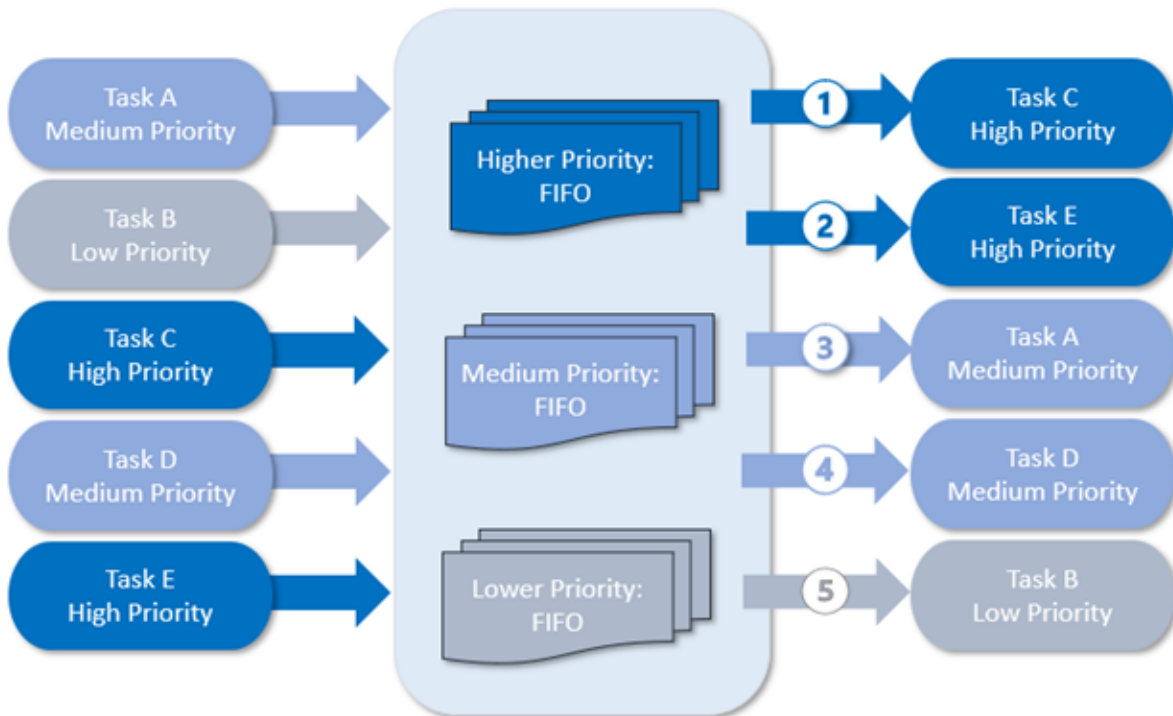 Task A
Medium Priority
Task B
Low Priority
Task C
High Priority
Task D
Medium Priority
Task E
High Priority
Higher Priority:
FIFO
Medium Priority:
FIFO
Lower Priority:
FIFO
1
Task C
High Priority
2
Task E
High Priority
3
Task A
Medium Priority
4
Task D
Medium Priority
5
Task B
Low Priority